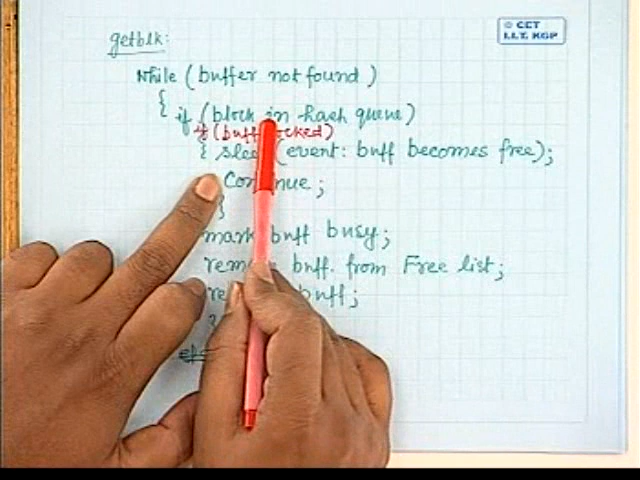 © CET
I.I.T. KGP
getblk:
While (buffer not found)
{ if (block in hash queue)
if (buff locked)
{ sleep (event: buff becomes free);
Continue;
}
mark buff busy;
remove buff. from Free list;
buff;